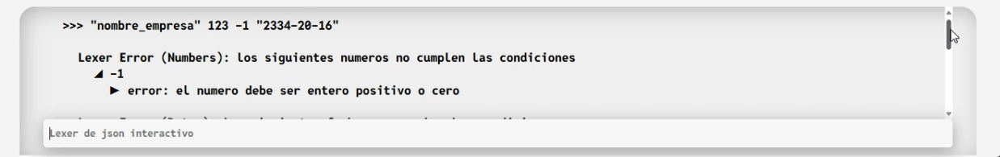 >>> "nombre_empresa" 123 -1 "2334-20-16"
Lexer Error (Numbers): los siguientes numeros no cumplen las condiciones
◢ -1
► error: el numero debe ser entero positivo o cero
Lexer de json interactivo